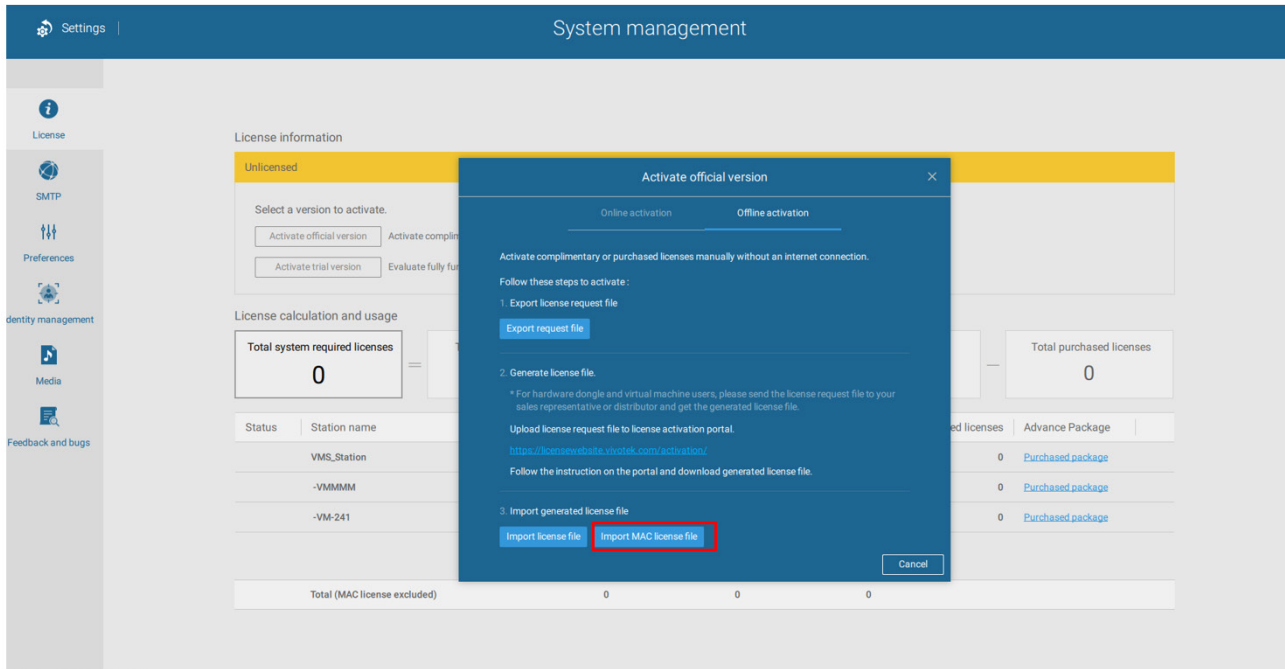 Settings
System management
License
SMTP
Preferences
dentity management
Media
Feedback and bugs
License information
Unlicensed
Select a version to activate.
Activate official version
Activate complin
Activate trial version
Evaluate fully fun
License calculation and usage
Total system required licenses
0
=
T
—
Total purchased licenses
0
Status
Station name
ed licenses
Advance Package
VMS_Station
0
Purchased package
-VMMMM
0
Purchased package
-VM-241
0
Purchased package
Total (MAC license excluded)
0
0
0
Activate official version
Online activation
Offline activation
Activate complimentary or purchased licenses manually without an internet connection.
Follow these steps to activate :
1. Export license request file
Export request file
2. Generate license file.
* For hardware dongle and virtual machine users, please send the license request file to your
sales representative or distributor and get the generated license file.
Upload license request file to license activation portal.
https://licensewebsite.vivotek.com/activation/
Follow the instruction on the portal and download generated license file.
3. Import generated license file
Import license file
Import MAC license file
Cancel